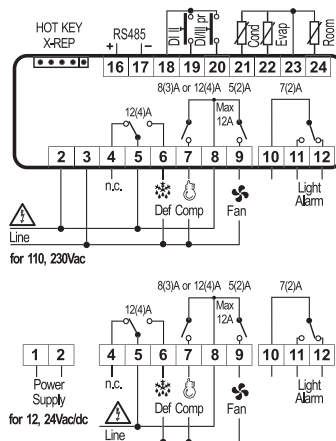 HOT KEY
X-REP
RS485
+ -
DI
DI/II pr
Cond
Evap
Room
16 17 18 19 20 21 22 23 24
8(3)A or 12(4)A 5(2)A 7(2)A
12(4)A
Max
12A
2 3 4 5 6 7 8 9 10 11 12
n.c.
Def Comp
Fan
Light
Alarm
Line
for 110, 230Vac
8(3)A or 12(4)A 5(2)A 7(2)A
12(4)A
Max
12A
1 2 4 5 6 7 8 9 10 11 12
Power
Supply
n.c.
Def Comp
Fan
Light
Alarm
for 12, 24Vac/dc
Line